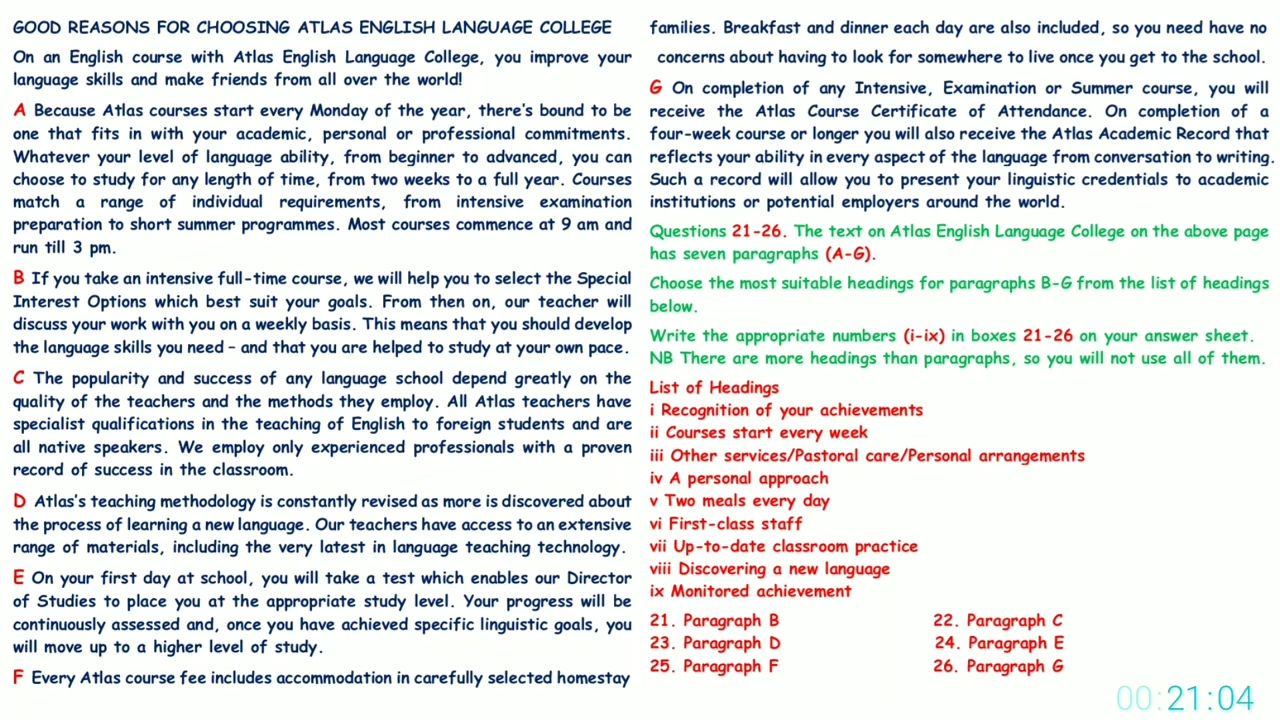 GOOD REASONS FOR CHOOSING ATLAS ENGLISH LANGUAGE COLLEGE
On an English course with Atlas English Language College, you improve your
language skills and make friends from all over the world!
A Because Atlas courses start every Monday of the year, there's bound to be
one that fits in with your academic, personal or professional commitments.
Whatever your level of language ability, from beginner to advanced, you can
choose to study for any length of time, from two weeks to a full year. Courses
match a range of individual requirements, from intensive examination
preparation to short summer programmes. Most courses commence at 9 am and
run till 3 pm.
B If you take an intensive full-time course, we will help you to select the Special
Interest Options which best suit your goals. From then on, our teacher will
discuss your work with you on a weekly basis. This means that you should develop
the language skills you need – and that you are helped to study at your own pace.
C The popularity and success of any language school depend greatly on the
quality of the teachers and the methods they employ. All Atlas teachers have
specialist qualifications in the teaching of English to foreign students and are
all native speakers. We employ only experienced professionals with a proven
record of success in the classroom.
D Atlas's teaching methodology is constantly revised as more is discovered about
the process of learning a new language. Our teachers have access to an extensive
range of materials, including the very latest in language teaching technology.
E On your first day at school, you will take a test which enables our Director
of Studies to place you at the appropriate study level. Your progress will be
continuously assessed and, once you have achieved specific linguistic goals, you
will move up to a higher level of study.
F Every Atlas course fee includes accommodation in carefully selected homestay
families. Breakfast and dinner each day are also included, so you need have no
concerns about having to look for somewhere to live once you get to the school.
G On completion of any Intensive, Examination or Summer course, you will
receive the Atlas Course Certificate of Attendance. On completion of a
four-week course or longer you will also receive the Atlas Academic Record that
reflects your ability in every aspect of the language from conversation to writing.
Such a record will allow you to present your linguistic credentials to academic
institutions or potential employers around the world.
Questions 21-26. The text on Atlas English Language College on the above page
has seven paragraphs (A-G).
Choose the most suitable headings for paragraphs B-G from the list of headings
below.
Write the appropriate numbers (i-ix) in boxes 21-26 on your answer sheet.
NB There are more headings than paragraphs, so you will not use all of them.
List of Headings
i Recognition of your achievements
ii Courses start every week
iii Other services/Pastoral care/Personal arrangements
iv A personal approach
v Two meals every day
vi First-class staff
vii Up-to-date classroom practice
viii Discovering a new language
ix Monitored achievement
21. Paragraph B 22. Paragraph C
23. Paragraph D 24. Paragraph E
25. Paragraph F 26. Paragraph G
00:21:04